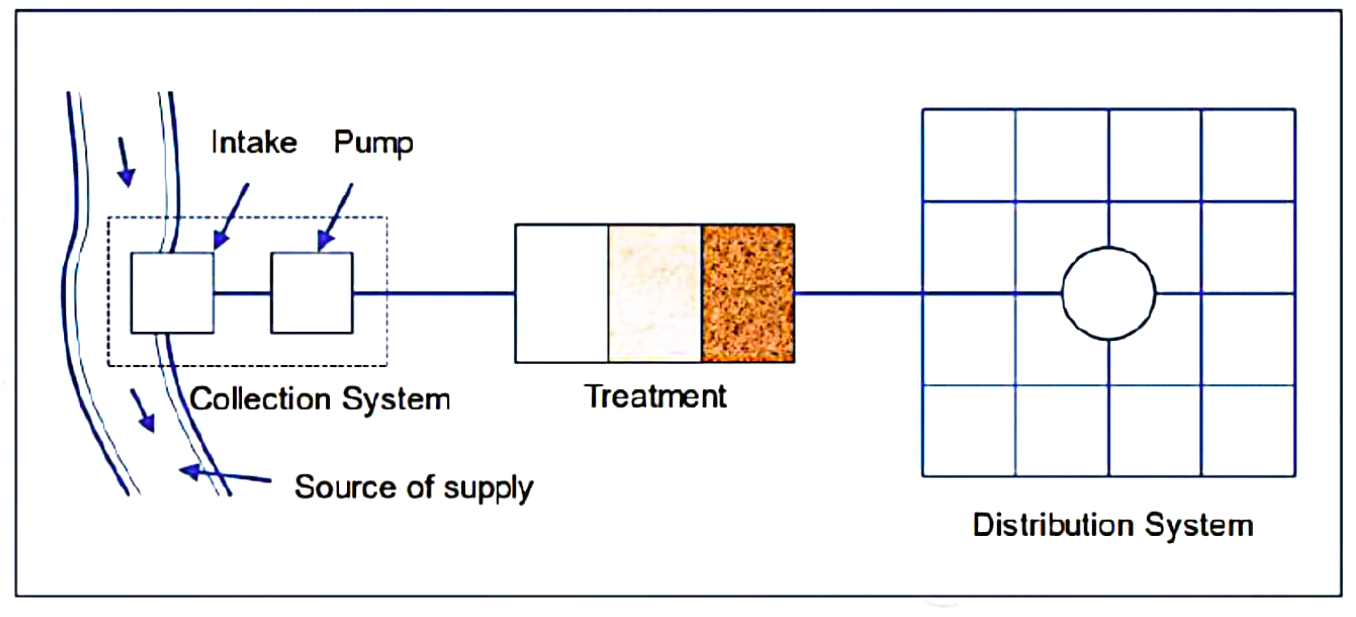 Intake
Pump
Collection System
Treatment
Source of supply
Distribution System